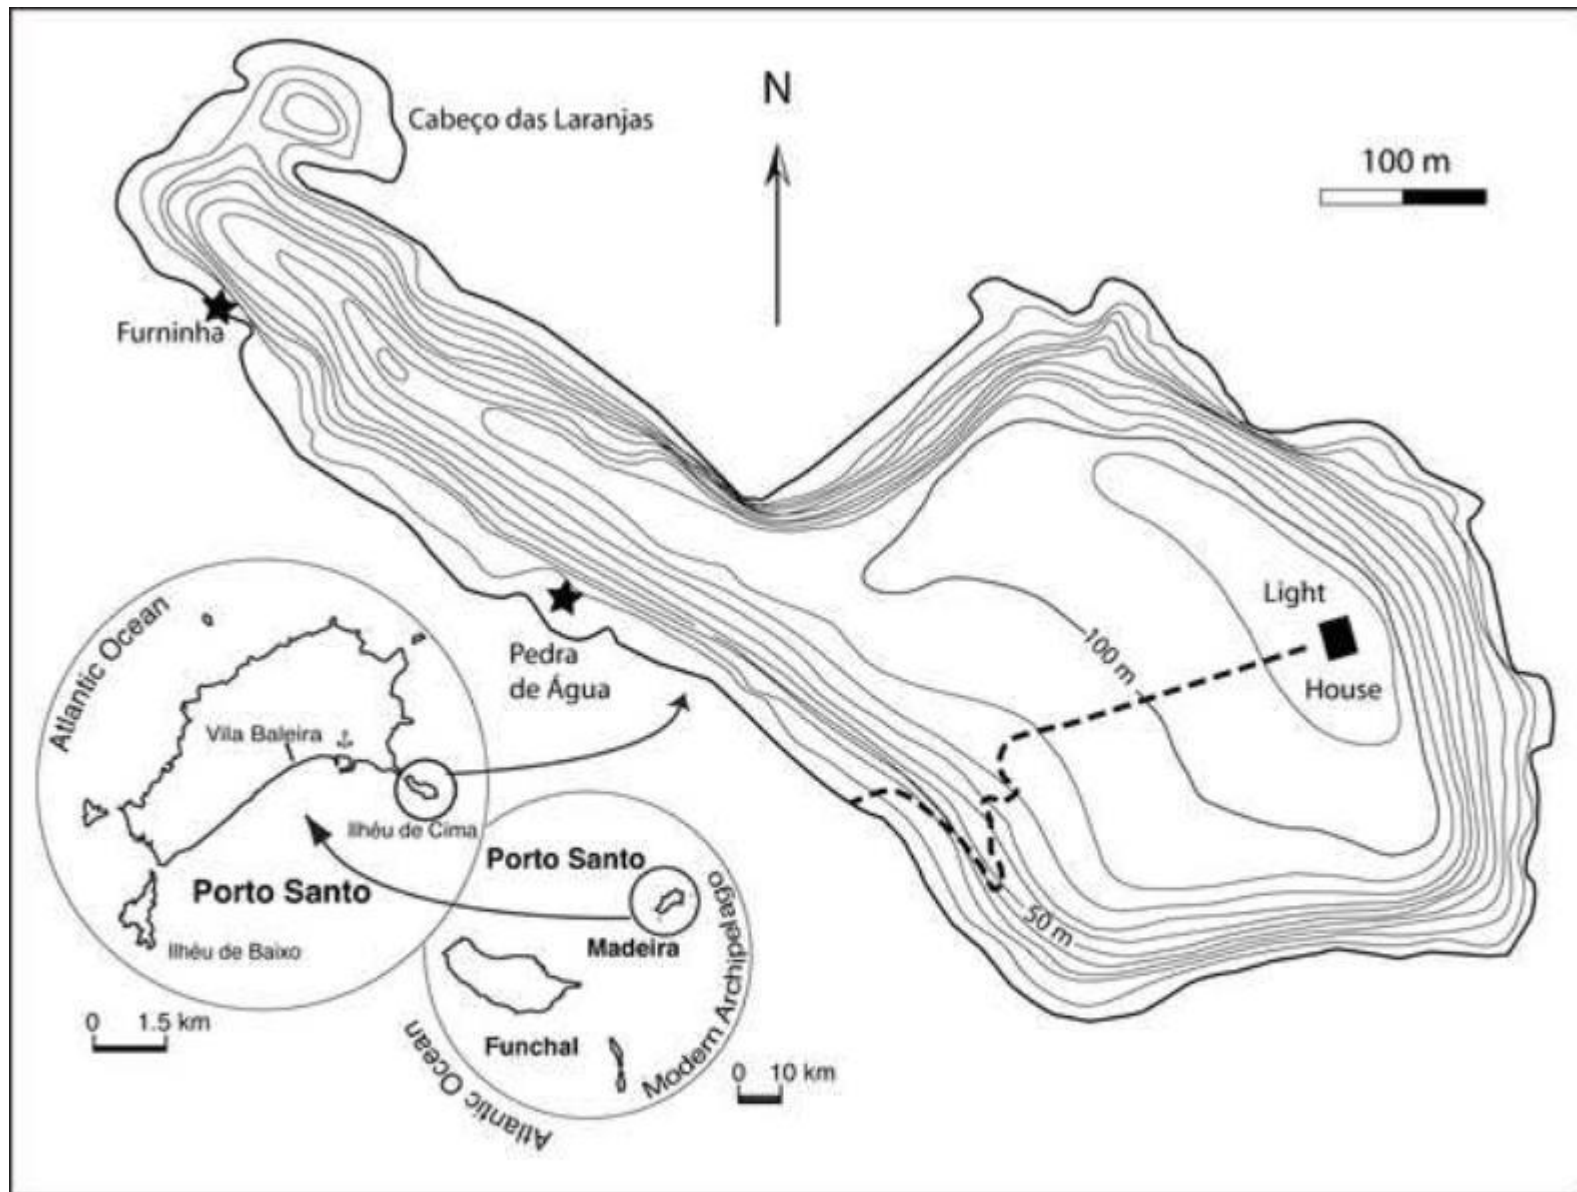 Cabeço das Laranjas
N
100 m
Furninha
Light
House
100 m
Pedra
de Água
50 m
Atlantic Ocean
Vila Baleira
Ilhéu de Cima
Porto Santo
Ilhéu de Baixo
0 1.5 km
Porto Santo
Madeira
Funchal
Modern Archipelago
Atlantic Ocean
0 10 km